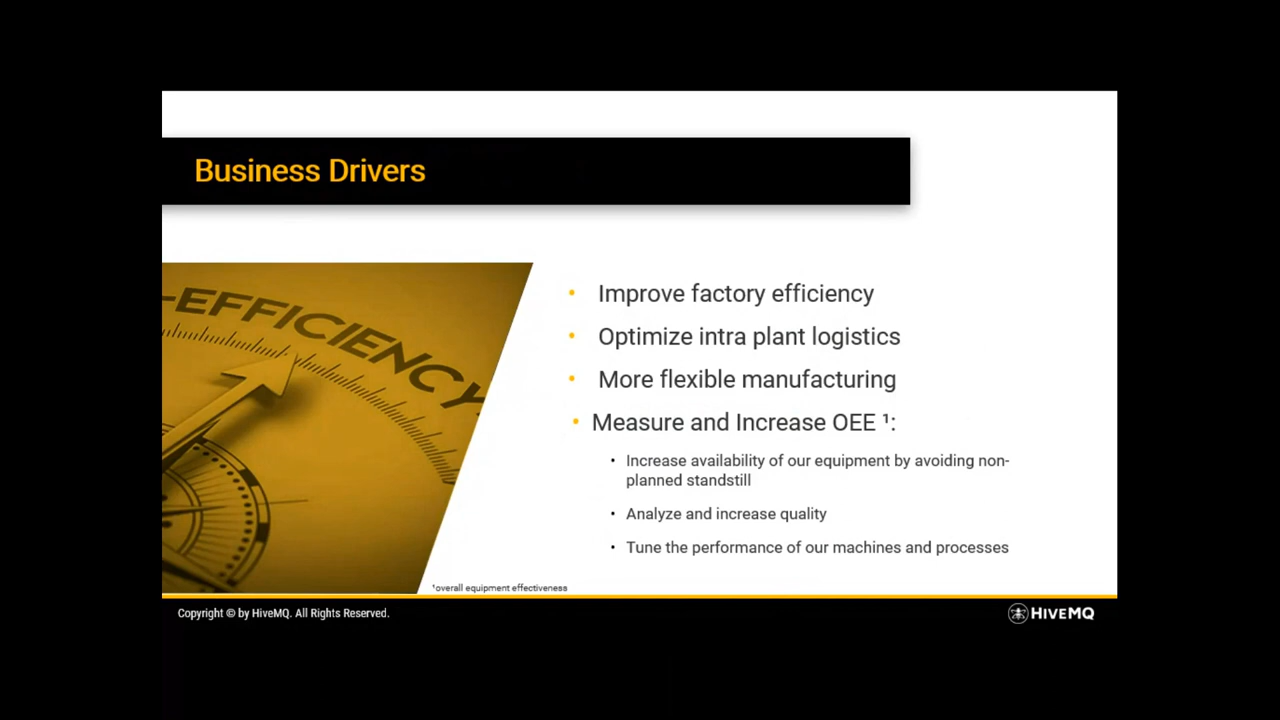 Business Drivers
-EFFICIENCY
• Improve factory efficiency
• Optimize intra plant logistics
• More flexible manufacturing
• Measure and Increase OEE ¹:
• Increase availability of our equipment by avoiding non-
planned standstill
• Analyze and increase quality
• Tune the performance of our machines and processes
¹overall equipment effectiveness
Copyright © by HiveMQ. All Rights Reserved.
HIVEMQ